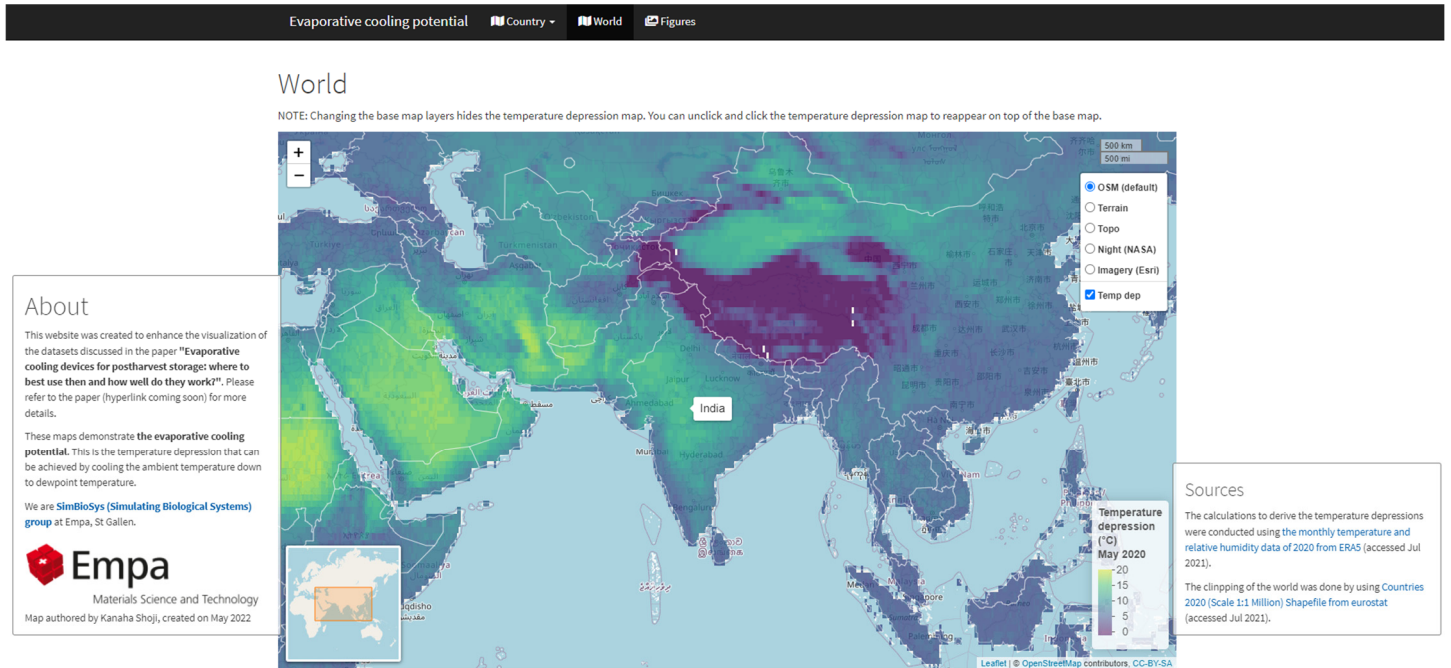 Evaporative cooling potential
Country
World
Figures
World
NOTE: Changing the base map layers hides the temperature depression map. You can unclick and click the temperature depression map to reappear on top of the base map.
+
−
500 km
500 mi
OSM (default)
Terrain
Topo
Night (NASA)
Imagery (Esri)
Temp dep
Türkiye
Turkmenistan
Delhi
Jaipur
Lucknow
Ahmedabad
India
Mumbai
Hyderabad
Bengaluru
About
This website was created to enhance the visualization of
the datasets discussed in the paper "Evaporative
cooling devices for postharvest storage: where to
best use then and how well do they work?". Please
refer to the paper (hyperlink coming soon) for more
details.
These maps demonstrate the evaporative cooling
potential. This is the temperature depression that can
be achieved by cooling the ambient temperature down
to dewpoint temperature.
We are SimBioSys (Simulating Biological Systems)
group at Empa, St Gallen.
Empa
Materials Science and Technology
Map authored by Kanaha Shoji, created on May 2022
Temperature
depression
(°C)
May 2020
20
15
10
5
0
Leaflet | © OpenStreetMap contributors, CC-BY-SA
Sources
The calculations to derive the temperature depressions
were conducted using the monthly temperature and
relative humidity data of 2020 from ERA5 (accessed Jul
2021).
The clinpping of the world was done by using Countries
2020 (Scale 1:1 Million) Shapefile from eurostat
(accessed Jul 2021).